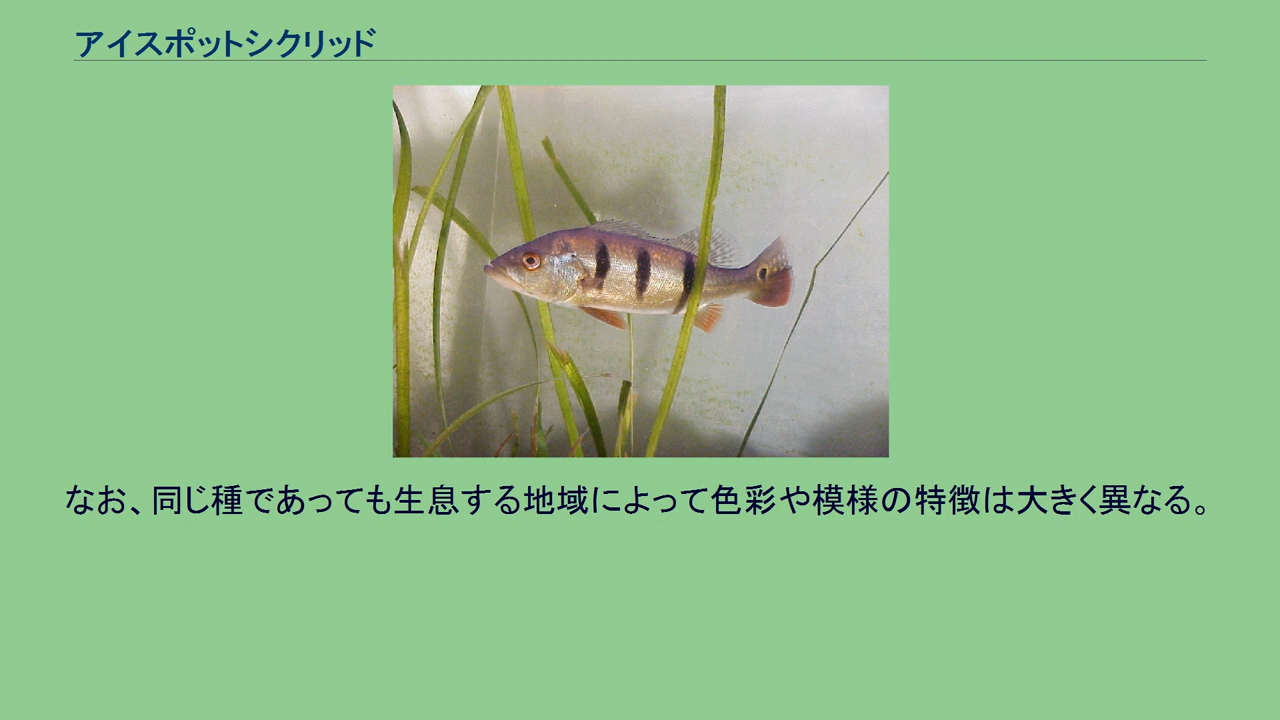 アイスポットシクリッド
なお、同じ種であっても生息する地域によって色彩や模様の特徴は大きく異なる。